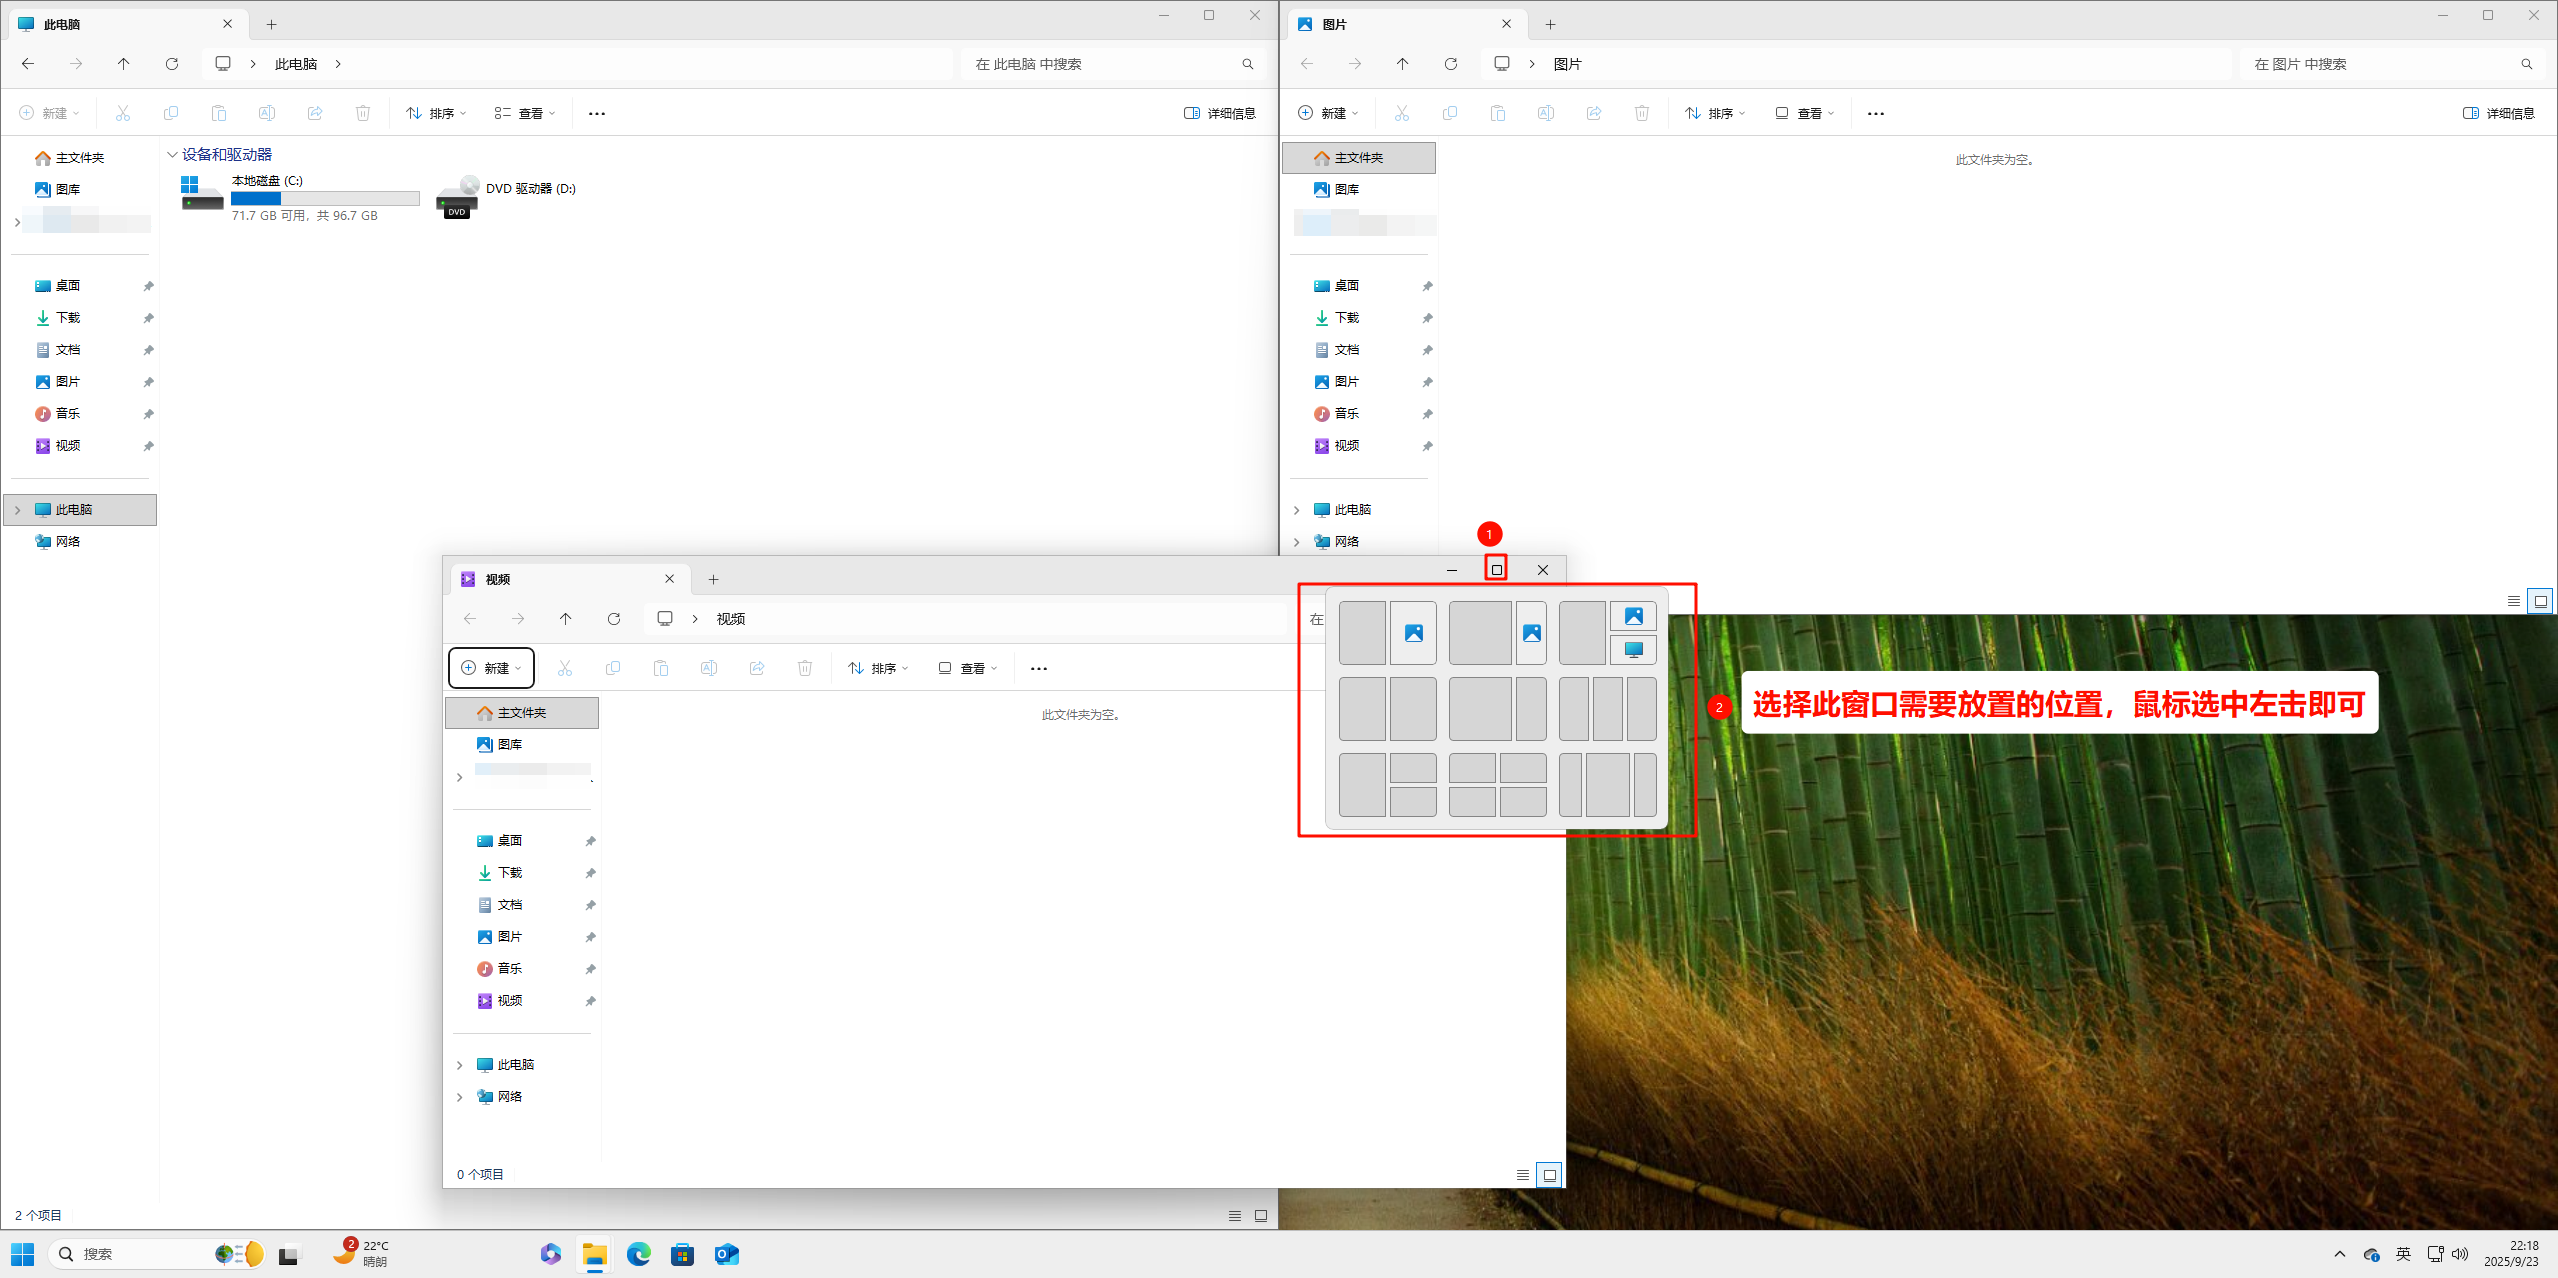 此电脑
此电脑
在 此电脑 中搜索
新建
排序
查看
详细信息
主文件夹
图库
桌面
下载
文档
图片
音乐
视频
此电脑
网络
设备和驱动器
本地磁盘 (C:)
71.7 GB 可用，共 96.7 GB
DVD 驱动器 (D:)
DVD
2 个项目
图片
图片
在 图片 中搜索
新建
排序
查看
详细信息
主文件夹
图库
桌面
下载
文档
图片
音乐
视频
此电脑
网络
此文件夹为空。
视频
视频
在
新建
排序
查看
主文件夹
图库
桌面
下载
文档
图片
音乐
视频
此电脑
网络
此文件夹为空。
0 个项目
1
2
选择此窗口需要放置的位置，鼠标选中左击即可
搜索
2
22°C
晴朗
英
22:18
2025/9/23